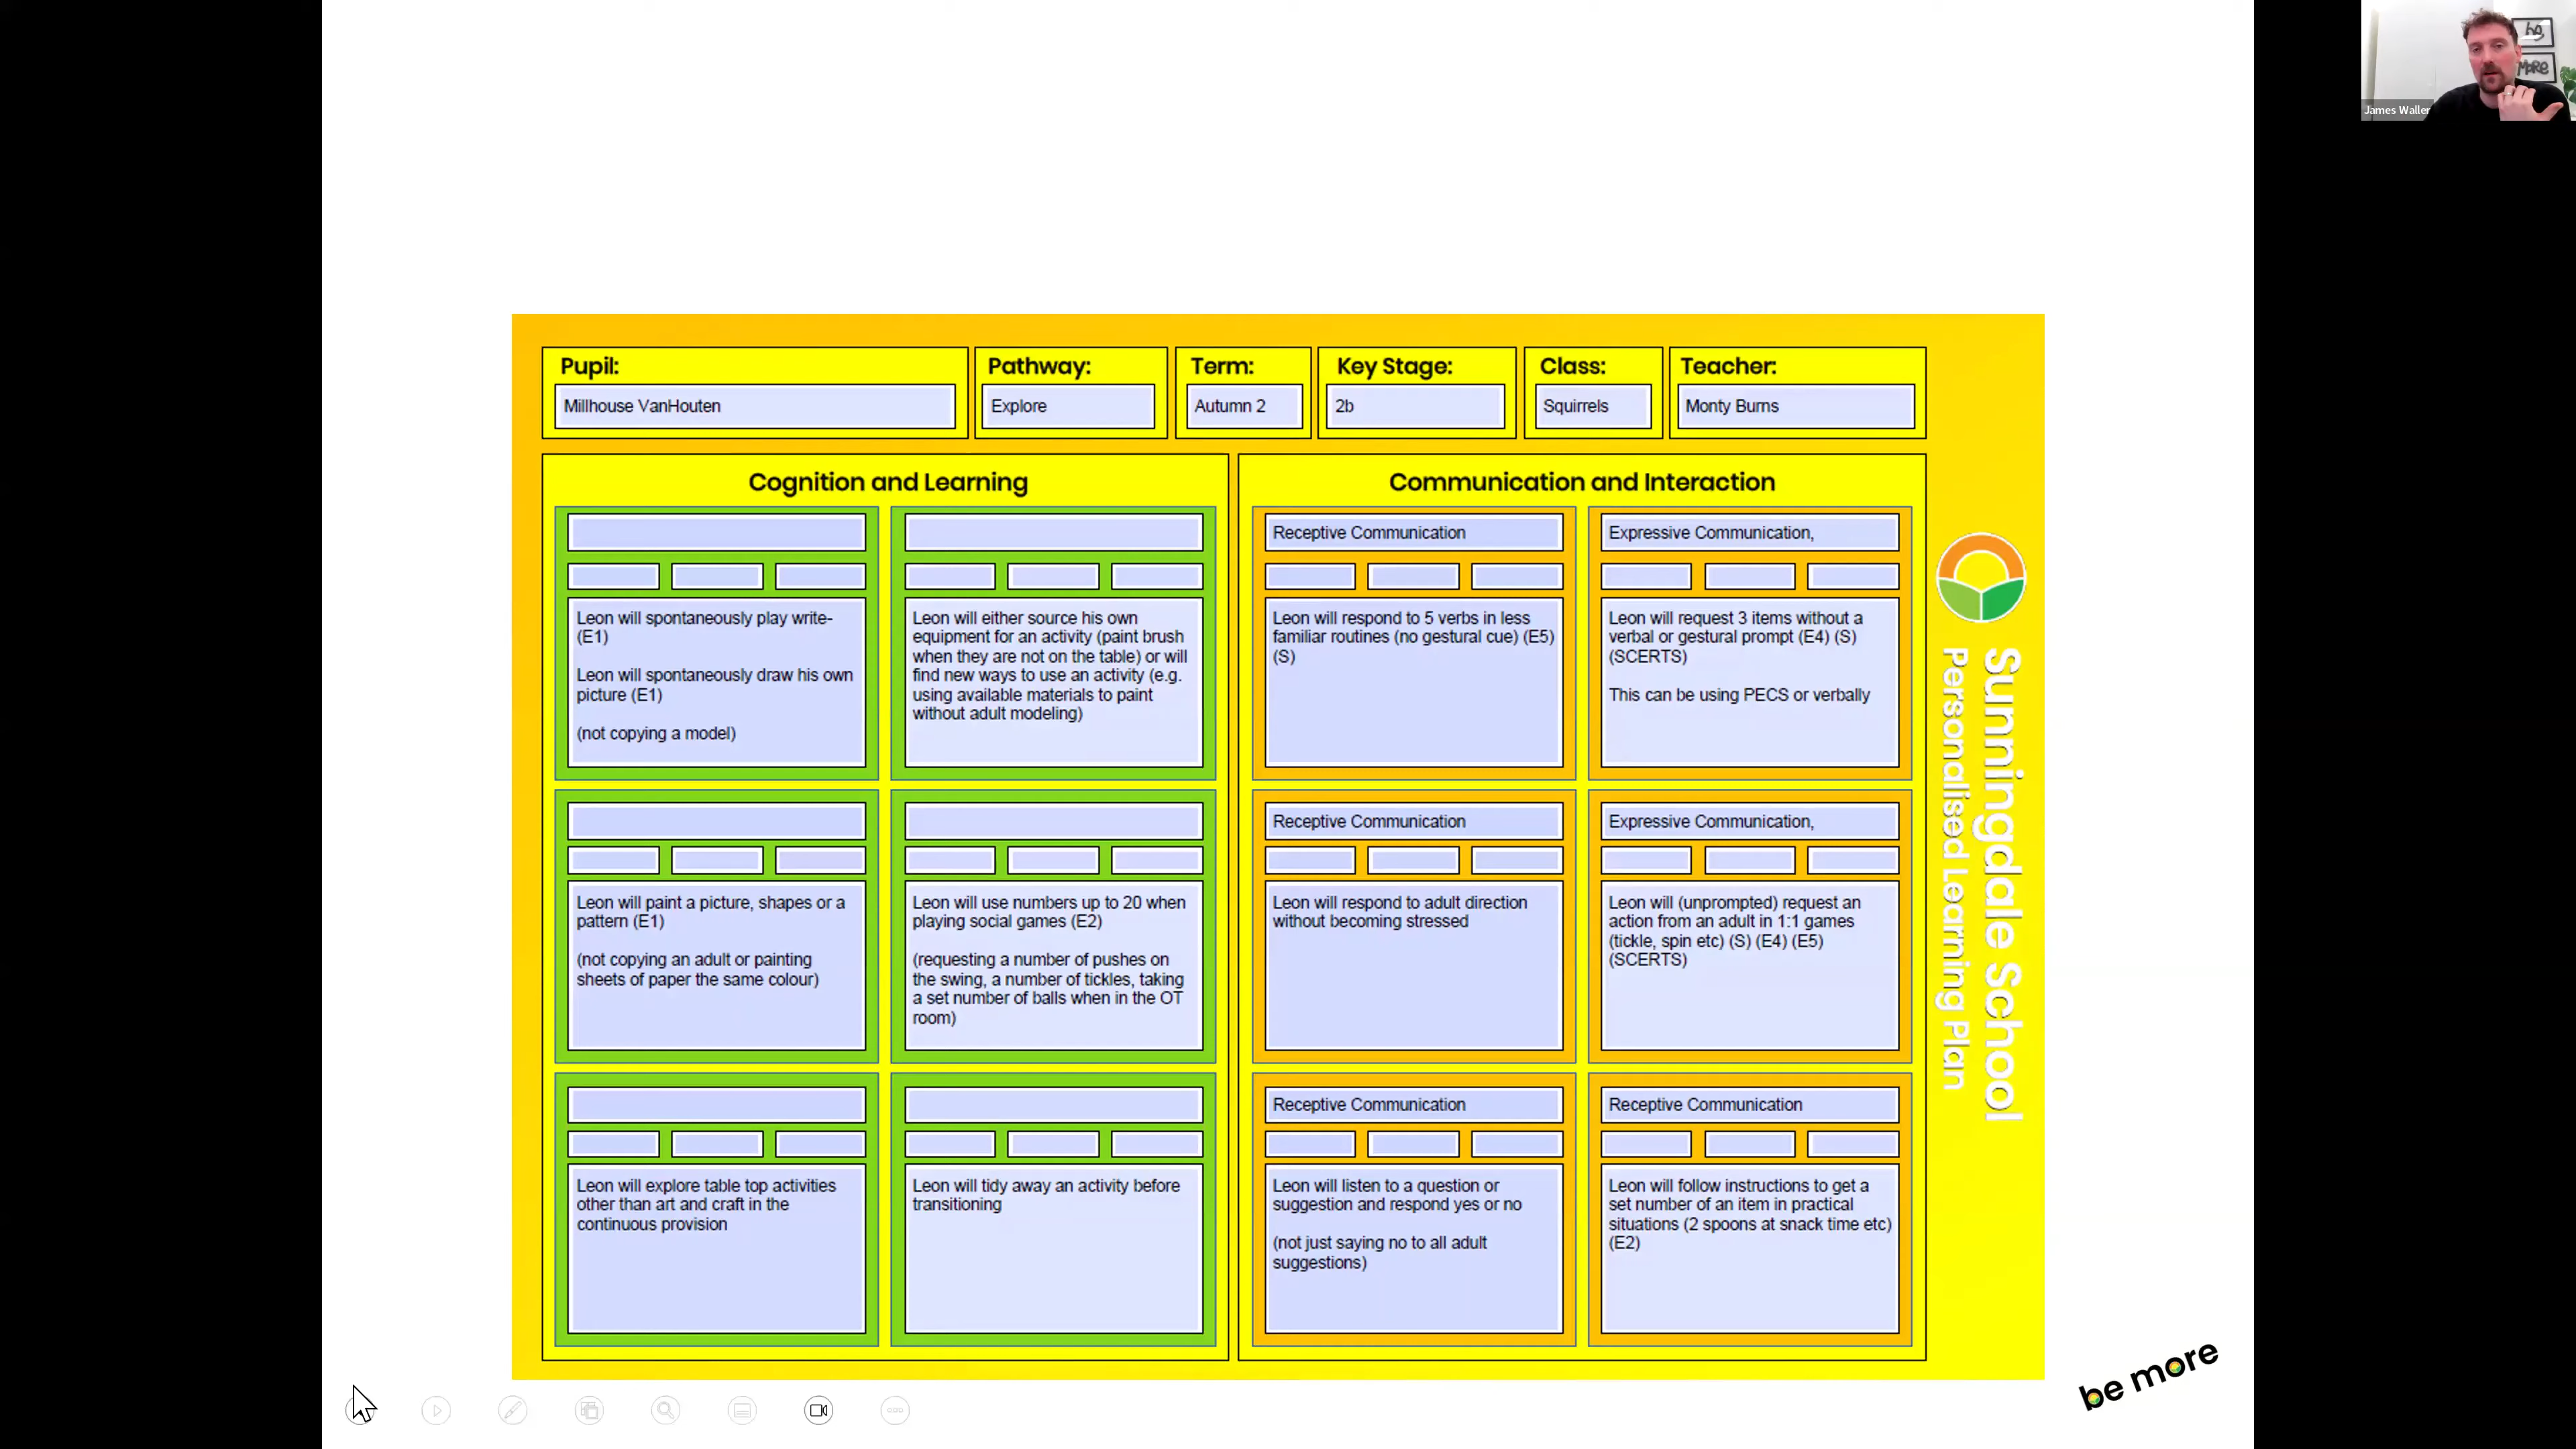 be
MORE
James Waller
Pupil:
Millhouse VanHouten
Pathway:
Explore
Term:
Autumn 2
Key Stage:
2b
Class:
Squirrels
Teacher:
Monty Burns
Cognition and Learning
Leon will spontaneously play write-
(E1)
Leon will spontaneously draw his own
picture (E1)
(not copying a model)
Leon will either source his own
equipment for an activity (paint brush
when they are not on the table) or will
find new ways to use an activity (e.g.
using available materials to paint
without adult modeling)
Leon will paint a picture, shapes or a
pattern (E1)
(not copying an adult or painting
sheets of paper the same colour)
Leon will use numbers up to 20 when
playing social games (E2)
(requesting a number of pushes on
the swing, a number of tickles, taking
a set number of balls when in the OT
room)
Leon will explore table top activities
other than art and craft in the
continuous provision
Leon will tidy away an activity before
transitioning
Communication and Interaction
Receptive Communication
Leon will respond to 5 verbs in less
familiar routines (no gestural cue) (E5)
(S)
Expressive Communication,
Leon will request 3 items without a
verbal or gestural prompt (E4) (S)
(SCERTS)
This can be using PECS or verbally
Receptive Communication
Leon will respond to adult direction
without becoming stressed
Expressive Communication,
Leon will (unprompted) request an
action from an adult in 1:1 games
(tickle, spin etc) (S) (E4) (E5)
(SCERTS)
Receptive Communication
Leon will listen to a question or
suggestion and respond yes or no
(not just saying no to all adult
suggestions)
Receptive Communication
Leon will follow instructions to get a
set number of an item in practical
situations (2 spoons at snack time etc)
(E2)
Sunningdale School
Personalised Learning Plan
be more